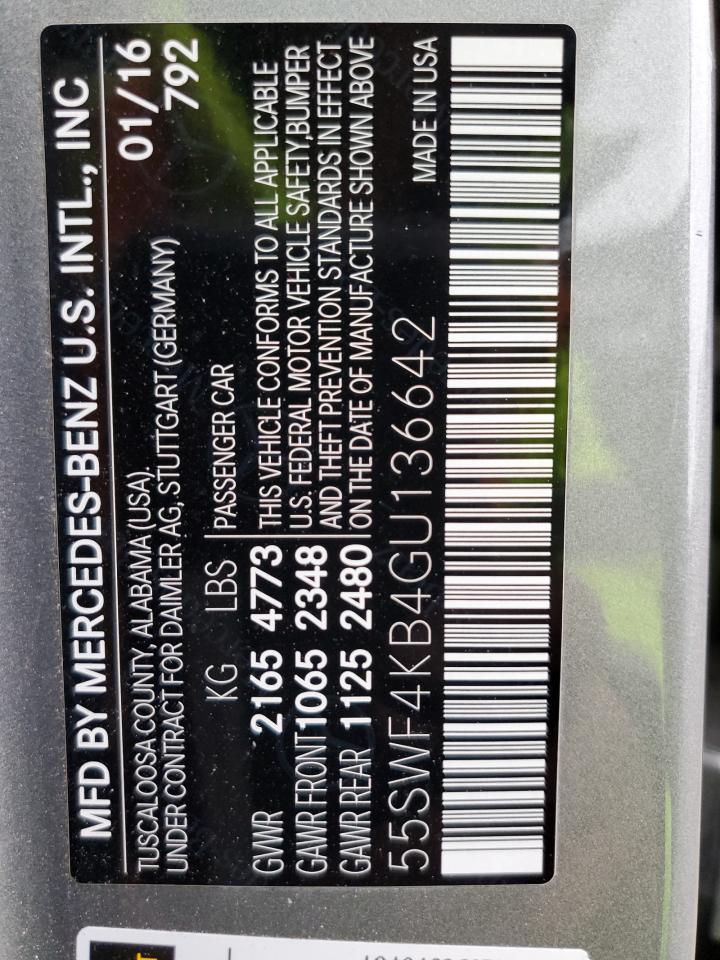 MFD BY MERCEDES-BENZ U.S. INTL., INC
TUSCALOOSA COUNTY, ALABAMA (USA)
01/16
UNDER CONTRACT FOR DAIMLER AG, STUTTGART (GERMANY)
792
KG LBS
PASSENGER CAR
GVWR 2165 4773
GAWR FRONT 1065 2348
GAWR REAR 1125 2480
THIS VEHICLE CONFORMS TO ALL APPLICABLE
U.S. FEDERAL MOTOR VEHICLE SAFETY, BUMPER
AND THEFT PREVENTION STANDARDS IN EFFECT
ON THE DATE OF MANUFACTURE SHOWN ABOVE
55SWF4KB4GU136642
MADE IN USA